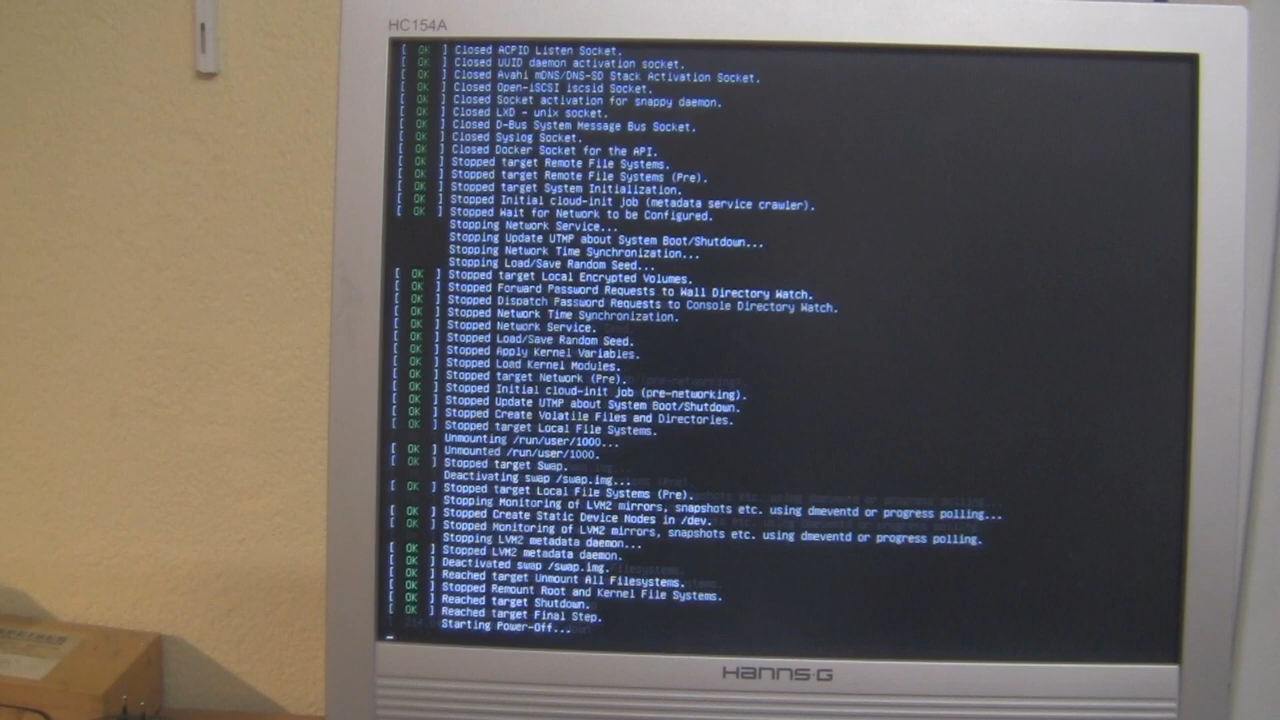 HC154A
[ OK ] Closed ACPID Listen Socket.
[ OK ] Closed UUID daemon activation socket.
[ OK ] Closed Avahi mDNS/DNS-SD Stack Activation Socket.
[ OK ] Closed Open-iSCSI iscsid Socket.
[ OK ] Closed Socket activation for snappy daemon.
[ OK ] Closed LXD - unix socket.
[ OK ] Closed D-Bus System Message Bus Socket.
[ OK ] Closed Syslog Socket.
[ OK ] Closed Docker Socket for the API.
[ OK ] Stopped target Remote File Systems.
[ OK ] Stopped target Remote File Systems (Pre).
[ OK ] Stopped target System Initialization.
[ OK ] Stopped Initial cloud-init job (metadata service crawler).
[ OK ] Stopped Wait for Network to be Configured.
Stopping Network Service...
Stopping Update UTMP about System Boot/Shutdown...
Stopping Network Time Synchronization...
Stopping Load/Save Random Seed...
[ OK ] Stopped target Local Encrypted Volumes.
[ OK ] Stopped Forward Password Requests to Wall Directory Watch.
[ OK ] Stopped Dispatch Password Requests to Console Directory Watch.
[ OK ] Stopped Network Time Synchronization.
[ OK ] Stopped Network Service.
[ OK ] Stopped Load/Save Random Seed.
[ OK ] Stopped Apply Kernel Variables.
[ OK ] Stopped Load Kernel Modules.
[ OK ] Stopped target Network (Pre).
[ OK ] Stopped Initial cloud-init job (pre-networking).
[ OK ] Stopped Update UTMP about System Boot/Shutdown.
[ OK ] Stopped Create Volatile Files and Directories.
[ OK ] Stopped target Local File Systems.
Unmounting /run/user/1000...
[ OK ] Unmounted /run/user/1000.
[ OK ] Stopped target Swap.
Deactivating swap /swap.img...
[ OK ] Stopped target Local File Systems (Pre).
Stopping Monitoring of LVM2 mirrors, snapshots etc. using dmeventd or progress polling...
[ OK ] Stopped Create Static Device Nodes in /dev.
[ OK ] Stopped Monitoring of LVM2 mirrors, snapshots etc. using dmeventd or progress polling.
Stopping LVM2 metadata daemon...
[ OK ] Stopped LVM2 metadata daemon.
[ OK ] Deactivated swap /swap.img.
[ OK ] Reached target Unmount All Filesystems.
[ OK ] Stopped Remount Root and Kernel File Systems.
[ OK ] Reached target Shutdown.
[ OK ] Reached target Final Step.
Starting Power-Off...
HANNS·G